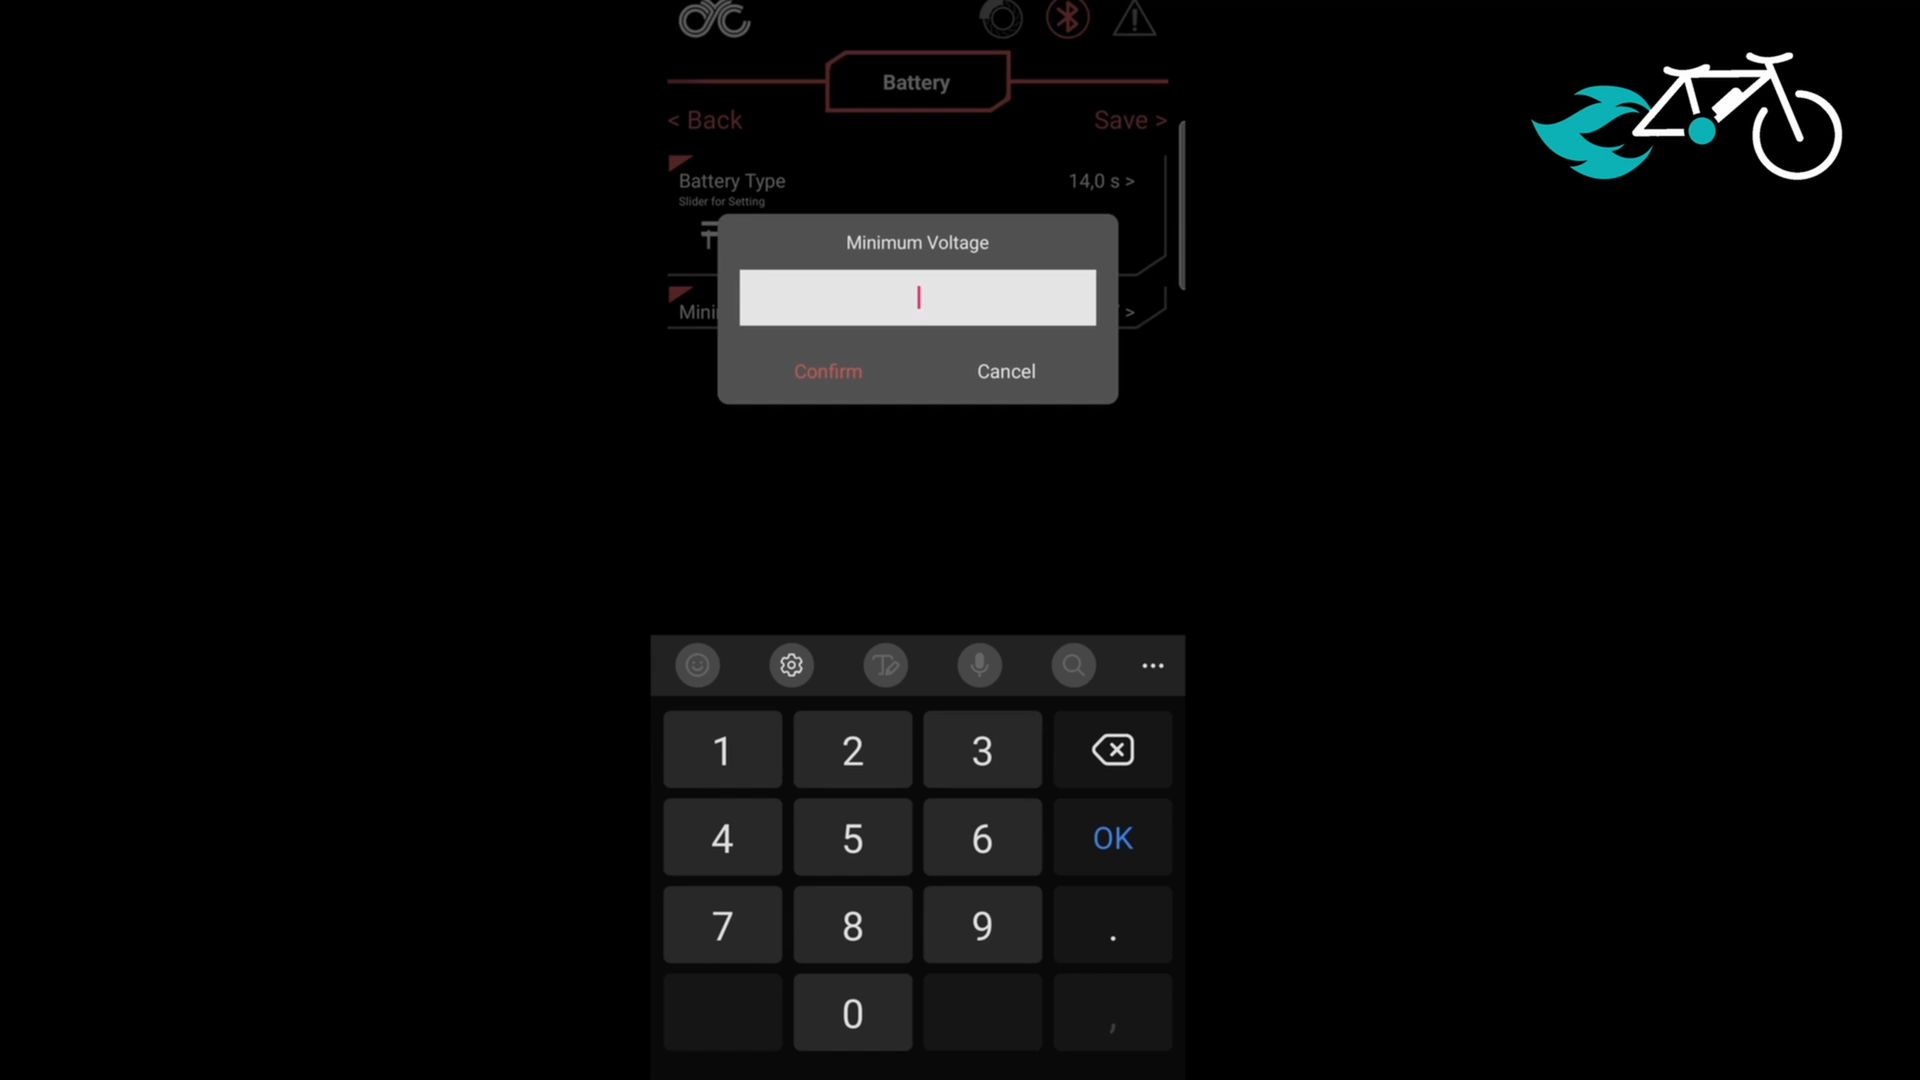 Battery
< Back
Save >
Battery Type
14,0 s >
Slider for Setting
Minimum Voltage
>
Confirm
Cancel
1
2
3
4
5
6
OK
7
8
9
.
0
,